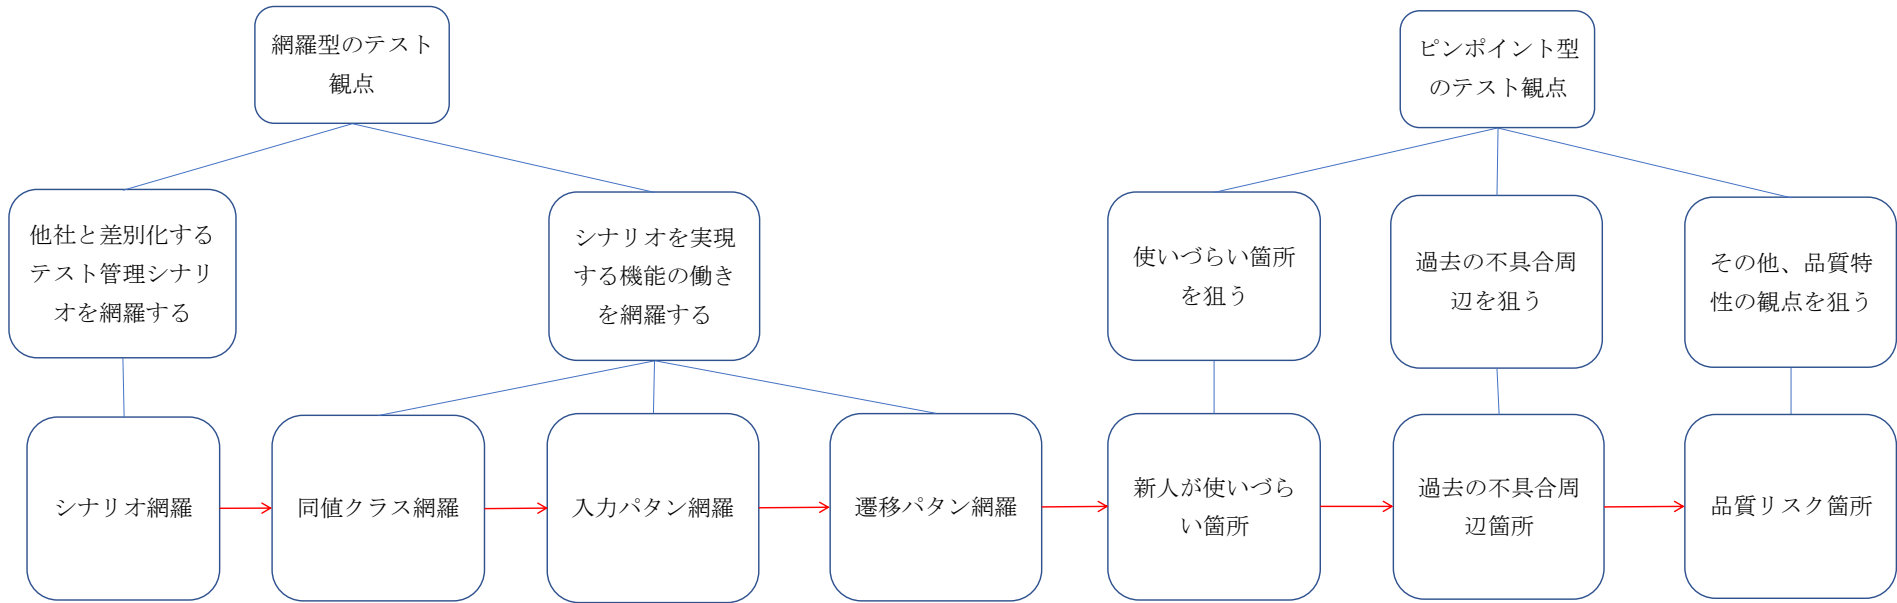 網羅型のテスト
観点
ピンポイント型
のテスト観点
他社と差別化する
テスト管理シナリ
オを網羅する
シナリオを実現
する機能の働き
を網羅する
使いづらい箇所
を狙う
過去の不具合周
辺を狙う
その他、品質特
性の観点を狙う
シナリオ網羅
同値クラス網羅
入力パタン網羅
遷移パタン網羅
新人が使いづら
い箇所
過去の不具合周
辺箇所
品質リスク箇所